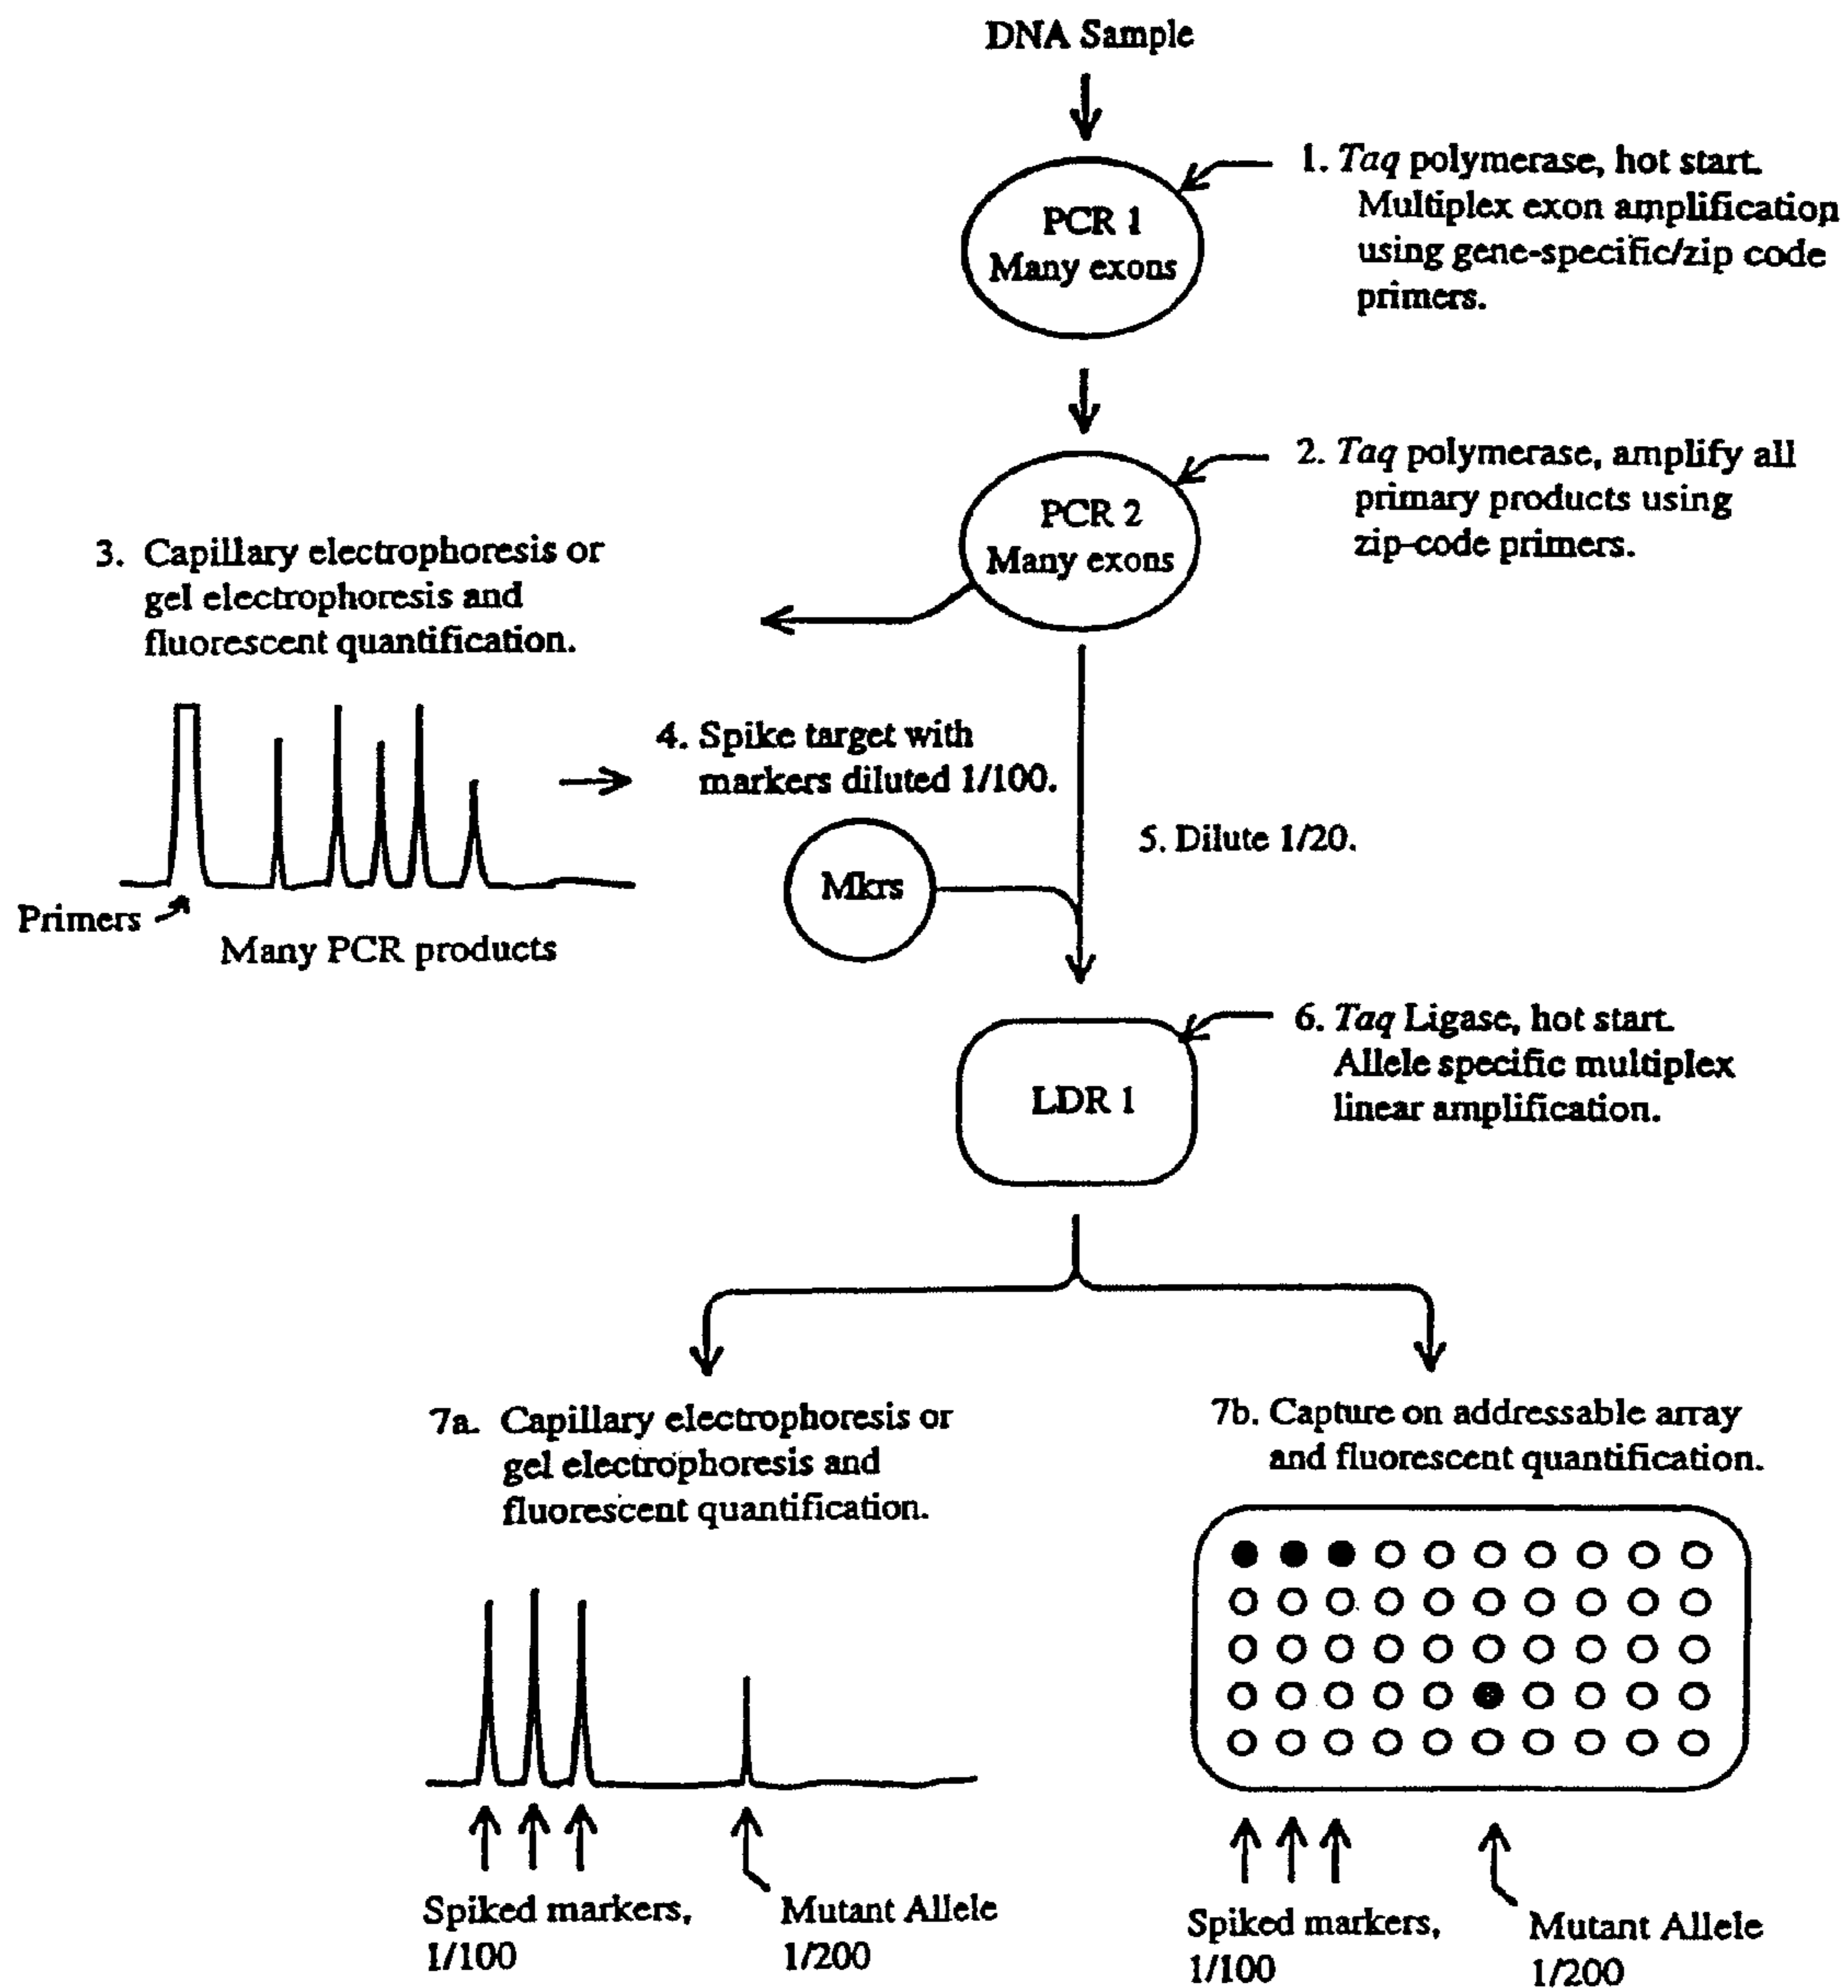 DNA Sample
1. Taq polymerase, hot start.
Multiplex exon amplification
using gene-specific/zip code
primers.
PCR 1
Many exons
2. Taq polymerase, amplify all
primary products using
zip-code primers.
PCR 2
Many exons
3. Capillary electrophoresis or
gel electrophoresis and
fluorescent quantification.
Primers
Many PCR products
4. Spike target with
markers diluted 1/100.
Mkrs
5. Dilute 1/20.
6. Taq Ligase, hot start.
Allele specific multiplex
linear amplification.
LDR 1
7a. Capillary electrophoresis or
gel electrophoresis and
fluorescent quantification.
Spiked markers,
1/100
Mutant Allele
1/200
7b. Capture on addressable array
and fluorescent quantification.
Spiked markers,
1/100
Mutant Allele
1/200